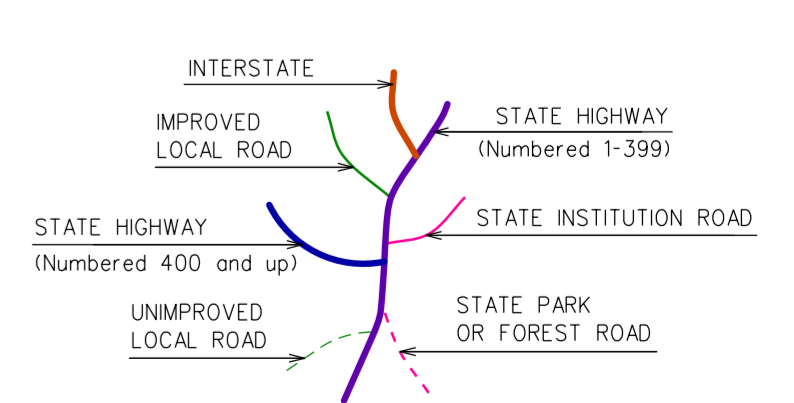 INTERSTATE
IMPROVED
LOCAL ROAD
STATE HIGHWAY
(Numbered 1-399)
STATE HIGHWAY
(Numbered 400 and up)
STATE INSTITUTION ROAD
UNIMPROVED
LOCAL ROAD
STATE PARK
OR FOREST ROAD